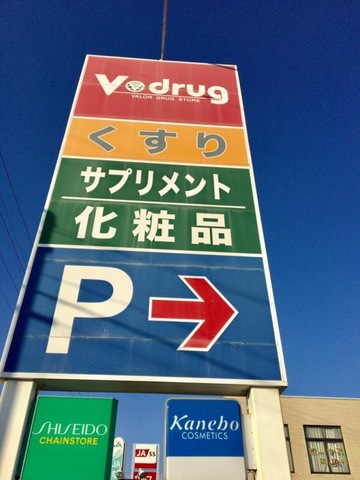 V drug
VALOR DRUG STORE
くすり
サプリメント
化粧品
P
SHISEIDO
CHAINSTORE
Kanebo
COSMETICS
JA SS